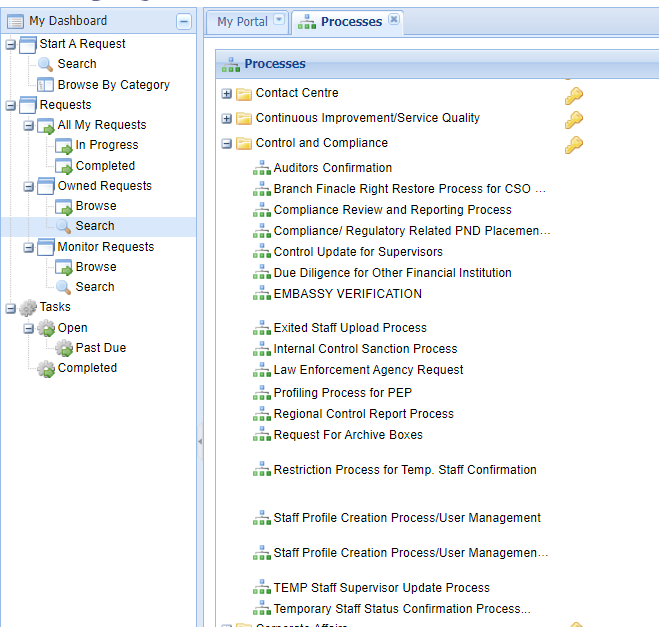 My Dashboard
Start A Request
Search
Browse By Category
Requests
All My Requests
In Progress
Completed
Owned Requests
Browse
Search
Monitor Requests
Browse
Search
Tasks
Open
Past Due
Completed
My Portal
Processes
Processes
Contact Centre
Continuous Improvement/Service Quality
Control and Compliance
Auditors Confirmation
Branch Finacle Right Restore Process for CSO ...
Compliance Review and Reporting Process
Compliance/ Regulatory Related PND Placemen...
Control Update for Supervisors
Due Diligence for Other Financial Institution
EMBASSY VERIFICATION
Exited Staff Upload Process
Internal Control Sanction Process
Law Enforcement Agency Request
Profiling Process for PEP
Regional Control Report Process
Request For Archive Boxes
Restriction Process for Temp. Staff Confirmation
Staff Profile Creation Process/User Management
Staff Profile Creation Process/User Managemen...
TEMP Staff Supervisor Update Process
Temporary Staff Status Confirmation Process...
Corporate Affairs